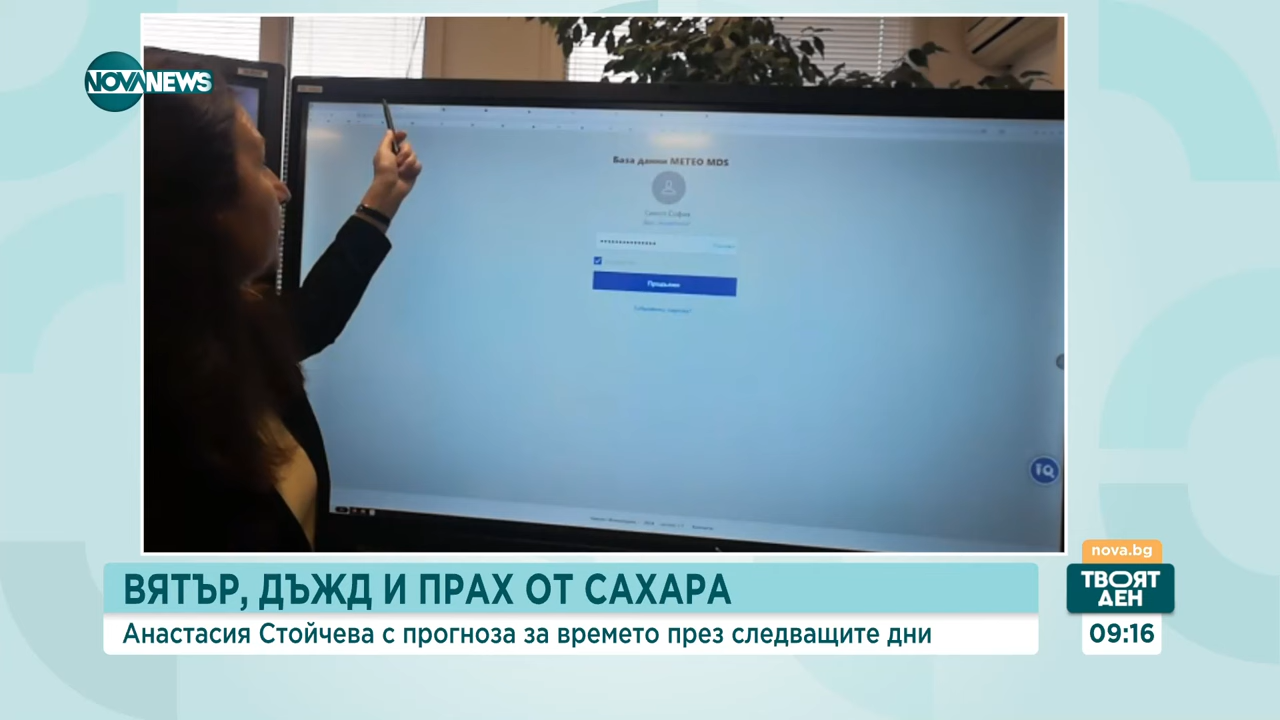 NOVA NEWS
База данни METEO MDS
Продължи
ВЯТЪР, ДЪЖД И ПРАХ ОТ САХАРА
Анастасия Стойчева с прогноза за времето през следващите дни
nova.bg
ТВОЯТ
ДЕН
09:16